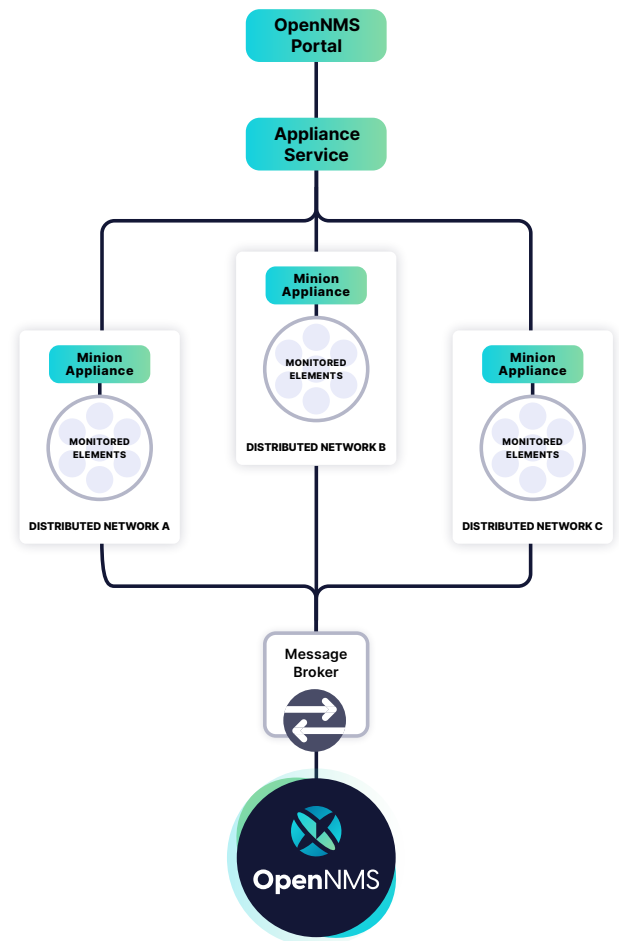 OpenNMS
Portal
Appliance
Service
Minion
Appliance
MONITORED
ELEMENTS
DISTRIBUTED NETWORK B
Minion
Appliance
MONITORED
ELEMENTS
DISTRIBUTED NETWORK A
Minion
Appliance
MONITORED
ELEMENTS
DISTRIBUTED NETWORK C
Message
Broker
OpenNMS